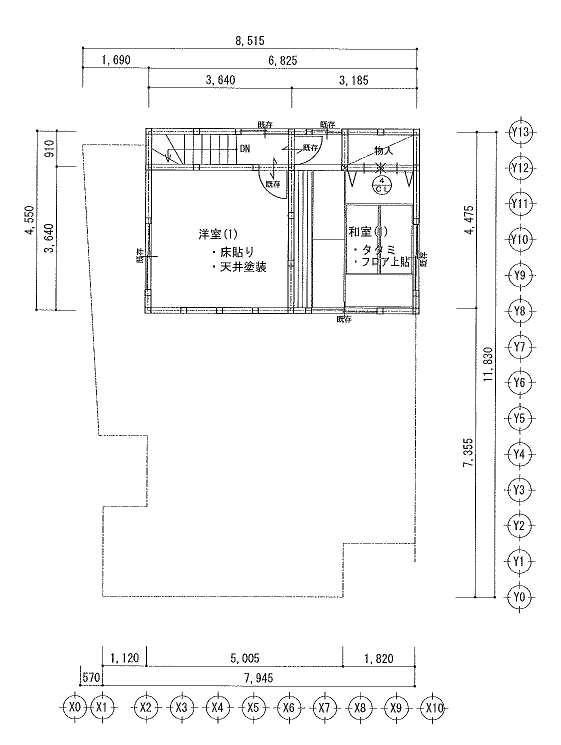 8,515
1,690
6,825
3,640
3,185
既存
既存
910
4,550
3,640
DN
既存
物入
既存
4
CL
洋室(1)
・床貼り
・天井塗装
和室(1)
・タタミ
・フロア上貼
既存
既存
既存
4,475
7,355
11,830
Y13
Y12
Y11
Y10
Y9
Y8
Y7
Y6
Y5
Y4
Y3
Y2
Y1
Y0
1,120
5,005
1,820
570
7,945
X0
X1
X2
X3
X4
X5
X6
X7
X8
X9
X10